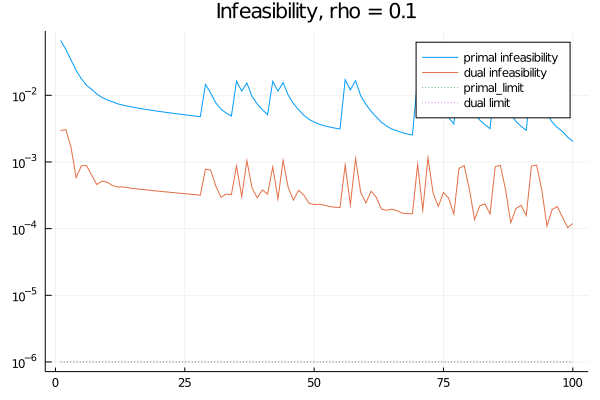 Infeasibility, rho = 0.1
primal infeasibility
dual infeasibility
primal_limit
dual limit
10⁻²
10⁻³
10⁻⁴
10⁻⁵
10⁻⁶
0 25 50 75 100